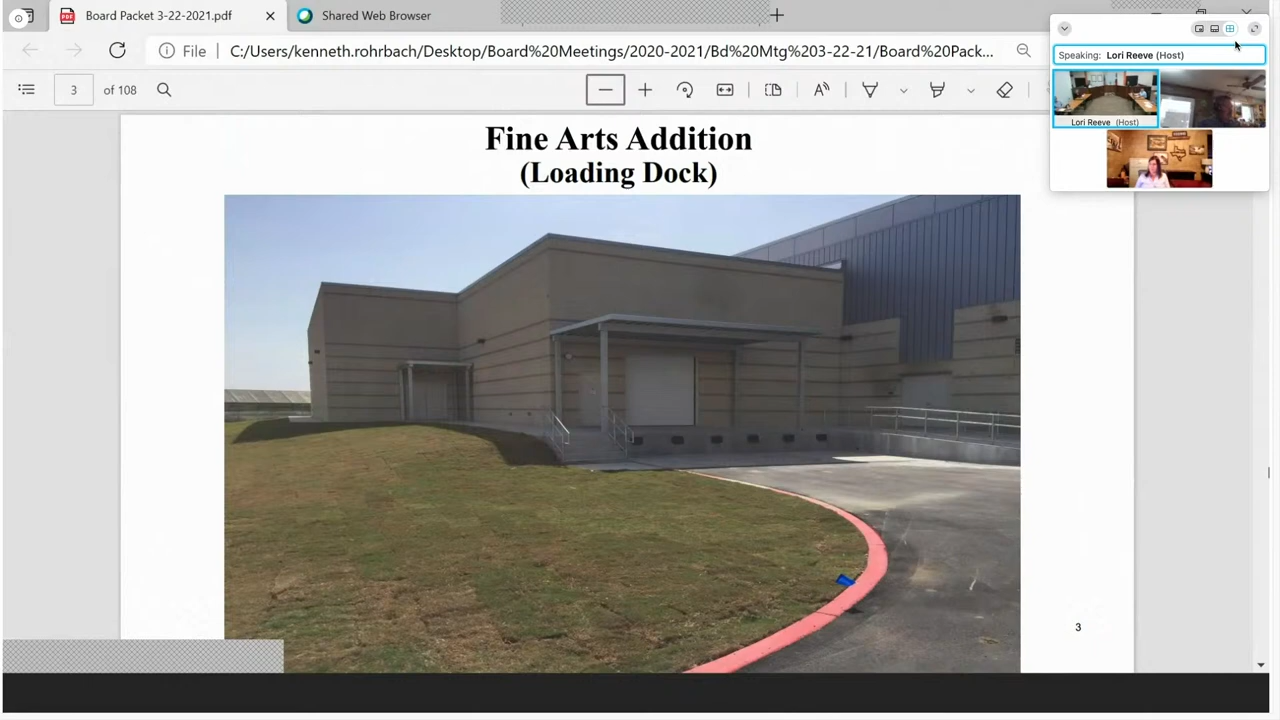 Board Packet 3-22-2021.pdf
Shared Web Browser
File
C:/Users/kenneth.rohrbach/Desktop/Board%20Meetings/2020-2021/Bd%20Mtg%203-22-21/Board%20Pack...
3
of 108
Speaking: Lori Reeve (Host)
Lori Reeve (Host)
Fine Arts Addition
(Loading Dock)
3